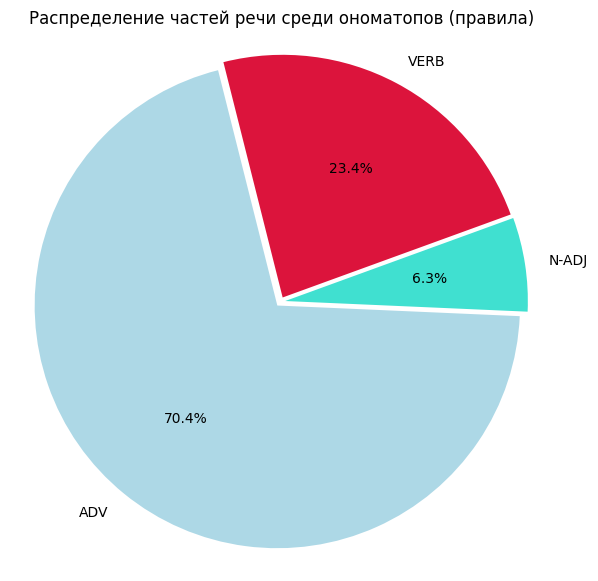 Распределение частей речи среди ономатопов (правила)
VERB
23.4%
N-ADJ
6.3%
70.4%
ADV